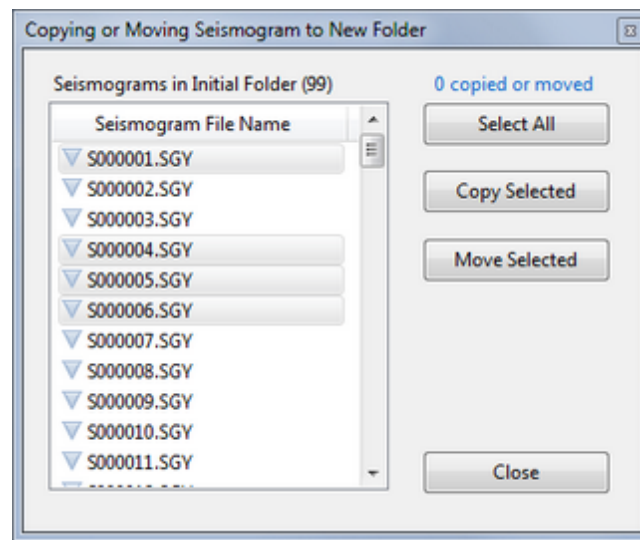 Copying or Moving Seismogram to New Folder
Seismograms in Initial Folder (99)
0 copied or moved
Seismogram File Name
Select All
S000001.SGY
S000002.SGY
Copy Selected
S000003.SGY
S000004.SGY
Move Selected
S000005.SGY
S000006.SGY
S000007.SGY
S000008.SGY
S000009.SGY
S000010.SGY
S000011.SGY
Close